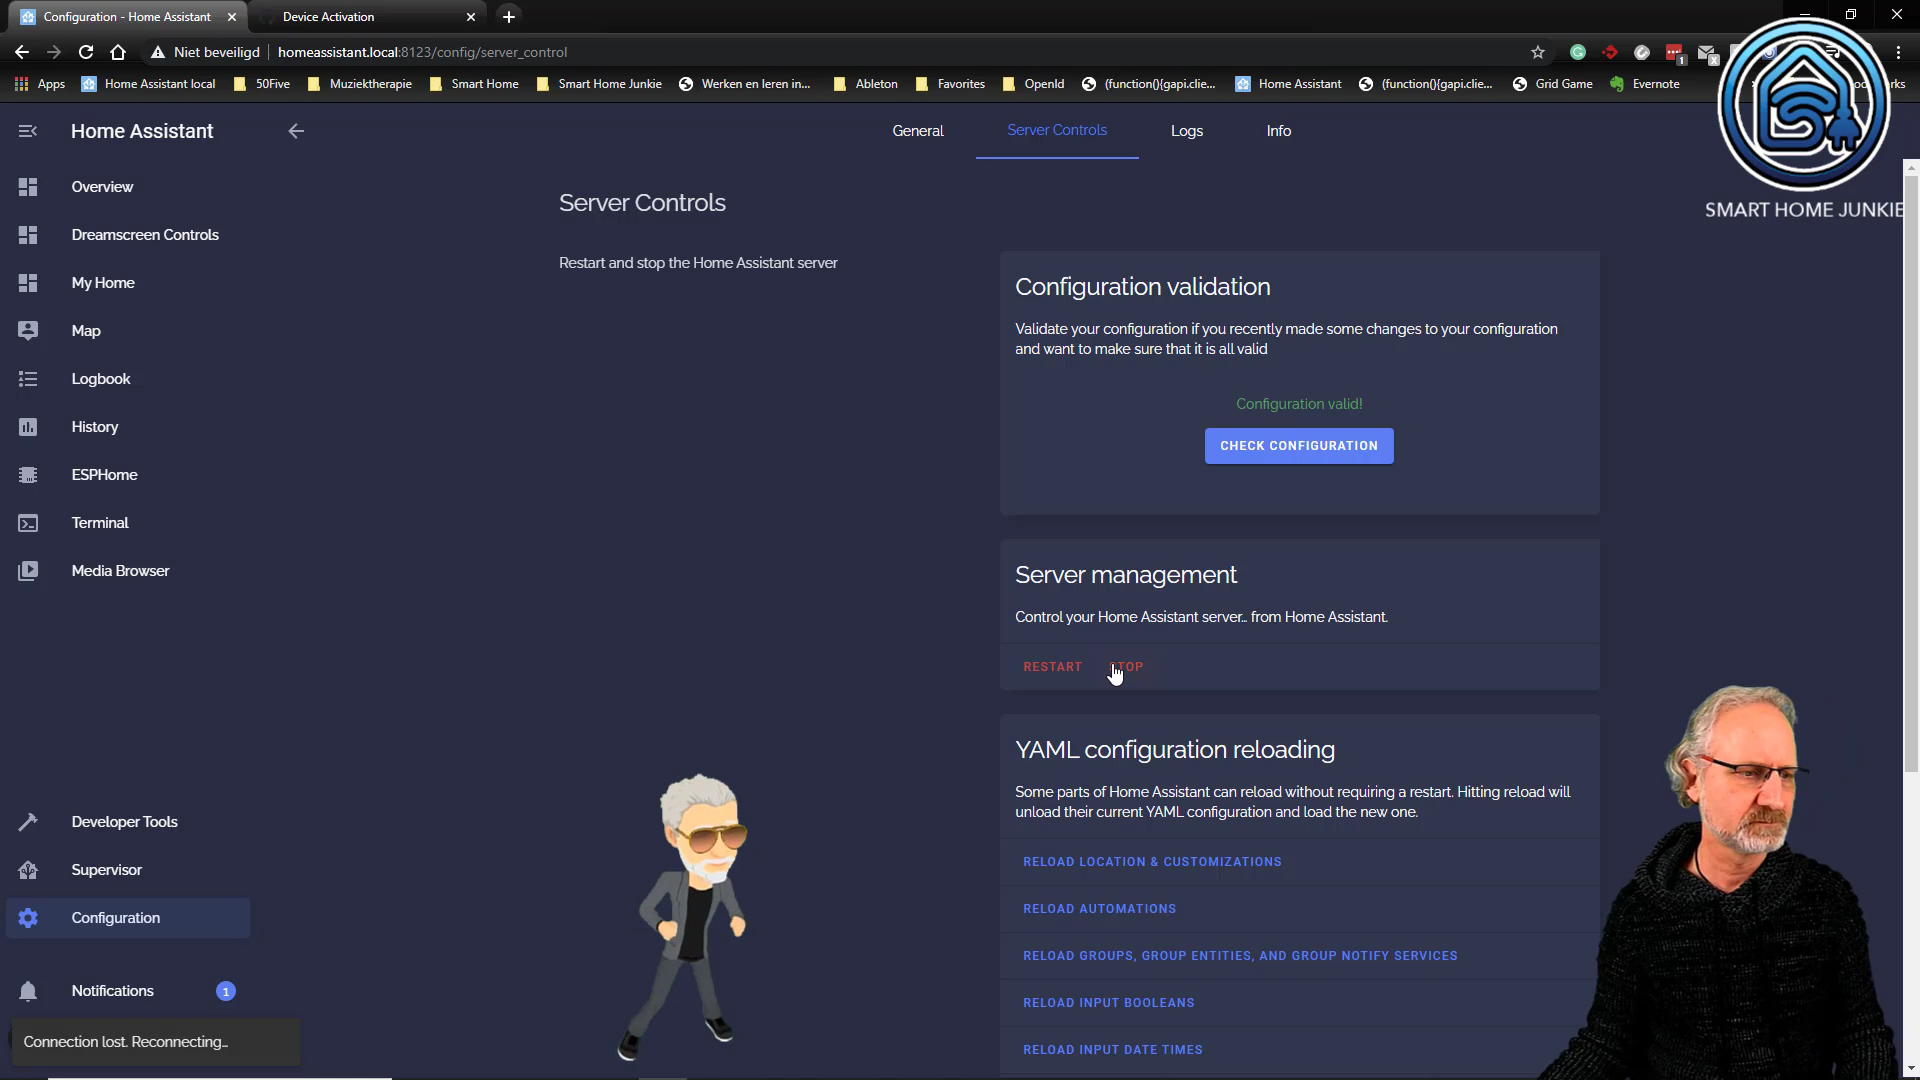 Configuration - Home Assistant
Device Activation
Niet beveiligd
homeassistant.local:8123/config/server_control
Apps
Home Assistant local
50Five
Muziektherapie
Smart Home
Smart Home Junkie
Werken en leren in...
Ableton
Favorites
OpenId
(function(){gapi.clie...
Home Assistant
(function(){gapi.clie...
Grid Game
Evernote
Home Assistant
General
Server Controls
Logs
Info
SMART HOME JUNKIE
Overview
Dreamscreen Controls
My Home
Map
Logbook
History
ESPHome
Terminal
Media Browser
Developer Tools
Supervisor
Configuration
Notifications
1
Connection lost. Reconnecting...
Server Controls
Restart and stop the Home Assistant server
Configuration validation
Validate your configuration if you recently made some changes to your configuration
and want to make sure that it is all valid
Configuration valid!
CHECK CONFIGURATION
Server management
Control your Home Assistant server... from Home Assistant.
RESTART
STOP
YAML configuration reloading
Some parts of Home Assistant can reload without requiring a restart. Hitting reload will
unload their current YAML configuration and load the new one.
RELOAD LOCATION & CUSTOMIZATIONS
RELOAD AUTOMATIONS
RELOAD GROUPS, GROUP ENTITIES, AND GROUP NOTIFY SERVICES
RELOAD INPUT BOOLEANS
RELOAD INPUT DATE TIMES